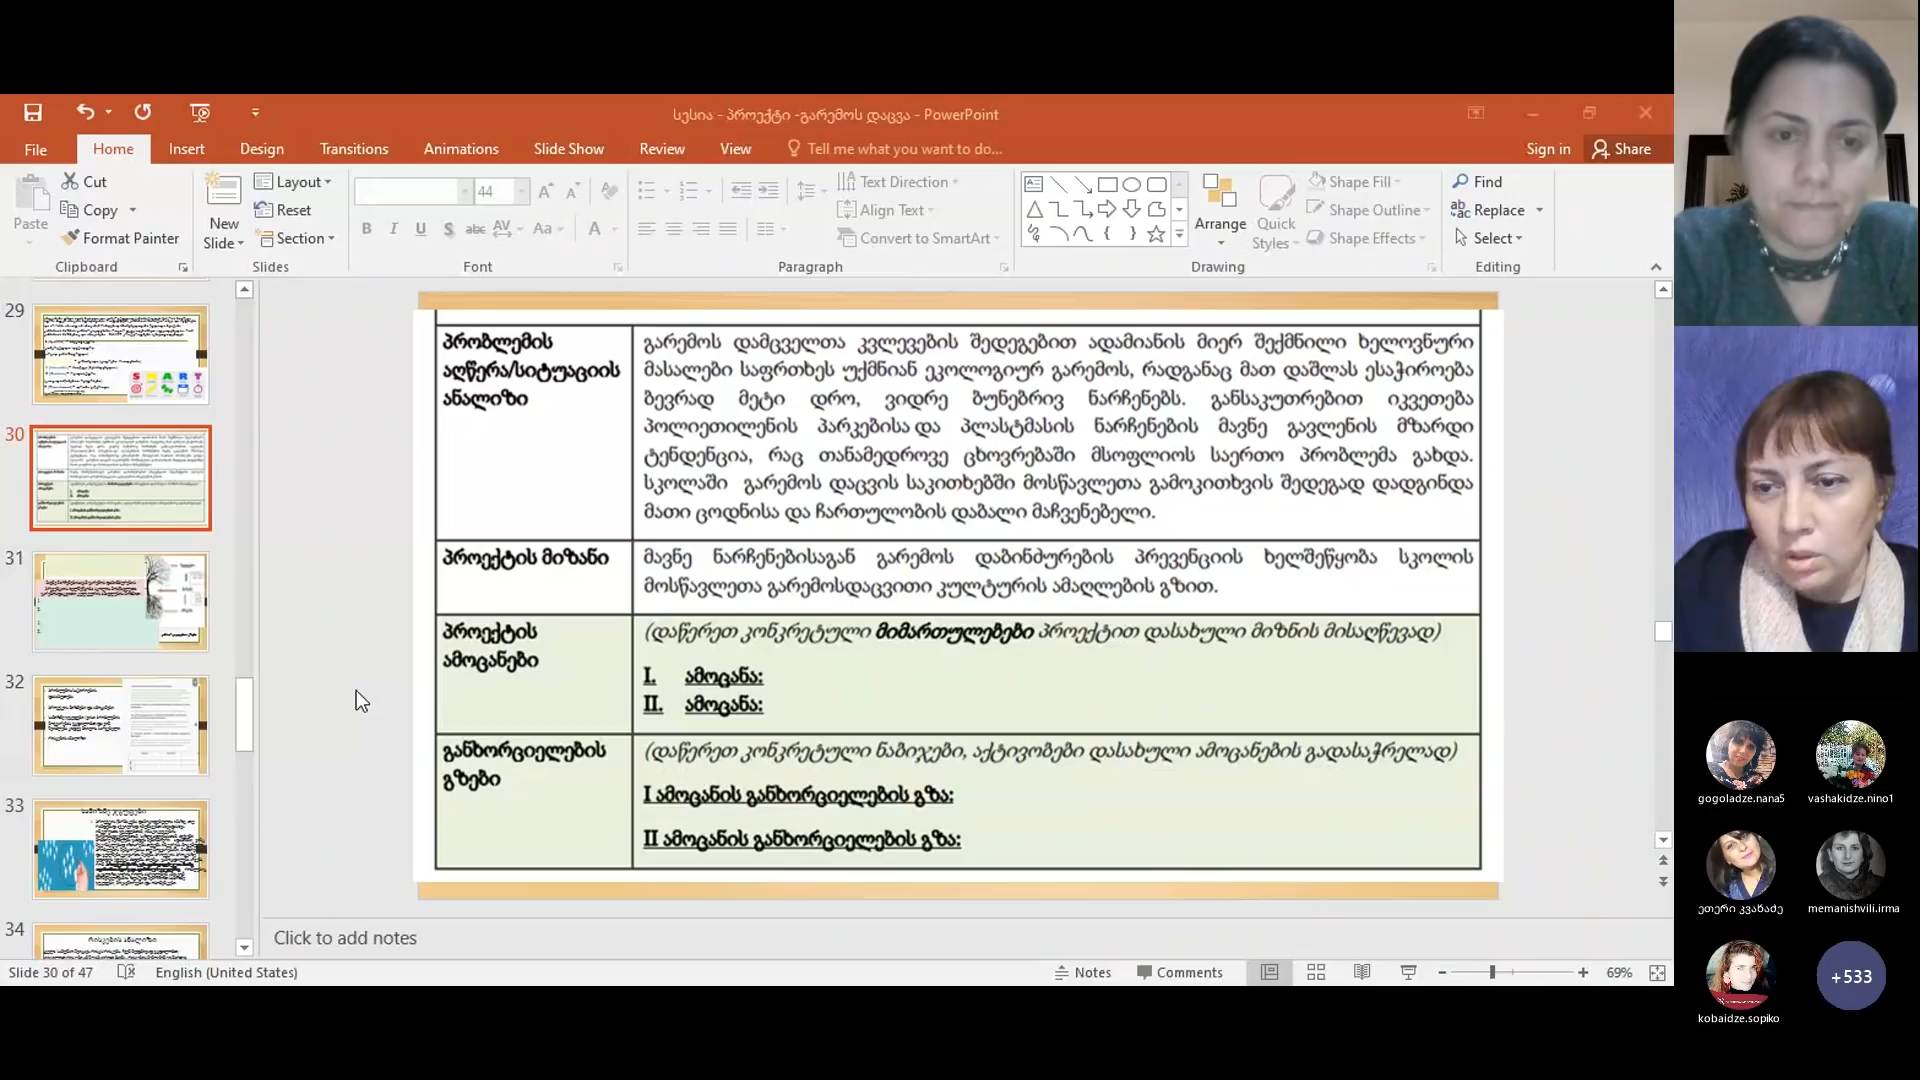 სესია - პროექტი -გარემოს დაცვა - PowerPoint
File Home Insert Design Transitions Animations Slide Show Review View Tell me what you want to do... Sign in Share
Cut
Copy
Format Painter
Paste
Clipboard
New Slide
Layout
Reset
Section
Slides
44
Font
Text Direction
Align Text
Convert to SmartArt
Paragraph
Arrange
Quick Styles
Shape Fill
Shape Outline
Shape Effects
Drawing
Find
Replace
Select
Editing
29
30
31
32
33
34
პრობლემის
აღწერა/სიტუაციის
ანალიზი
გარემოს დამცველთა კვლევების შედეგებით ადამიანის მიერ შექმნილი ხელოვნური
მასალები საფრთხეს უქმნიან ეკოლოგიურ გარემოს, რადგანაც მათ დაშლას ესაჭიროება
ბევრად მეტი დრო, ვიდრე ბუნებრივ ნარჩენებს. განსაკუთრებით იკვეთება
პოლიეთილენის პარკებისა და პლასტმასის ნარჩენების მავნე გავლენის მზარდი
ტენდენცია, რაც თანამედროვე ცხოვრებაში მსოფლიოს საერთო პრობლემა გახდა.
სკოლაში გარემოს დაცვის საკითხებში მოსწავლეთა გამოკითხვის შედეგად დადგინდა
მათი ცოდნისა და ჩართულობის დაბალი მაჩვენებელი.
პროექტის მიზანი
მავნე ნარჩენებისაგან გარემოს დაბინძურების პრევენციის ხელშეწყობა სკოლის
მოსწავლეთა გარემოსდაცვითი კულტურის ამაღლების გზით.
პროექტის
ამოცანები
(დაწერეთ კონკრეტული მიმართულებები პროექტით დასახული მიზნის მისაღწევად)
I. ამოცანა:
II. ამოცანა:
განხორციელების
გზები
(დაწერეთ კონკრეტული ნაბიჯები, აქტივობები დასახული ამოცანების გადასაჭრელად)
I ამოცანის განხორციელების გზა:
II ამოცანის განხორციელების გზა:
Click to add notes
Slide 30 of 47 English (United States) Notes Comments 69%
gogoladze.nana5
vashakidze.nino1
ეთერი კვაწაძე
memanishvili.irma
kobaidze.sopiko
+533